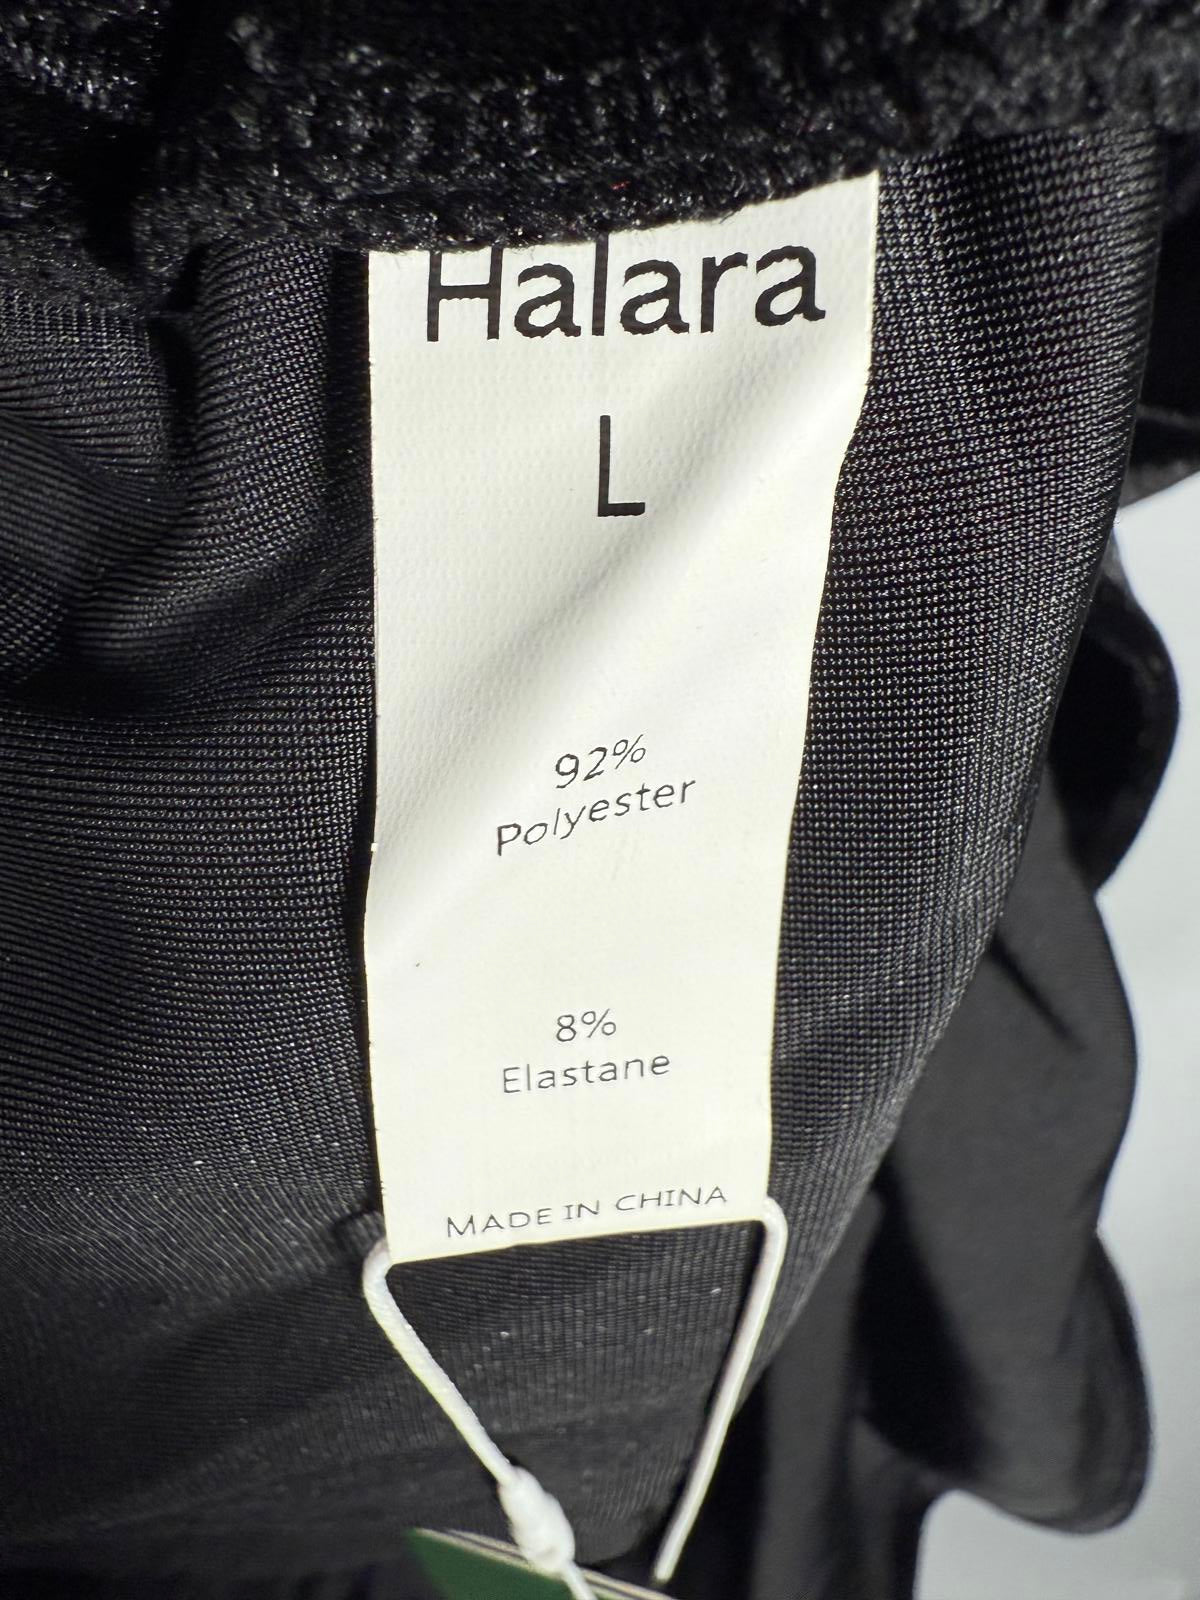 Halara
L
92%
Polyester
8%
Elastane
MADE IN CHINA